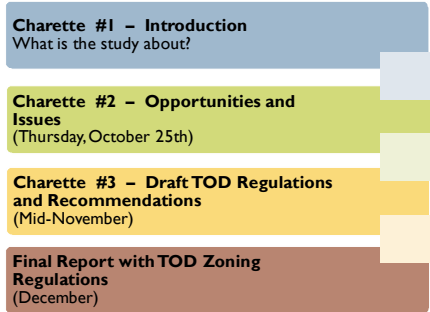 Charette #1 – Introduction
What is the study about?
Charette #2 – Opportunities and
Issues
(Thursday, October 25th)
Charette #3 – Draft TOD Regulations
and Recommendations
(Mid-November)
Final Report with TOD Zoning
Regulations
(December)